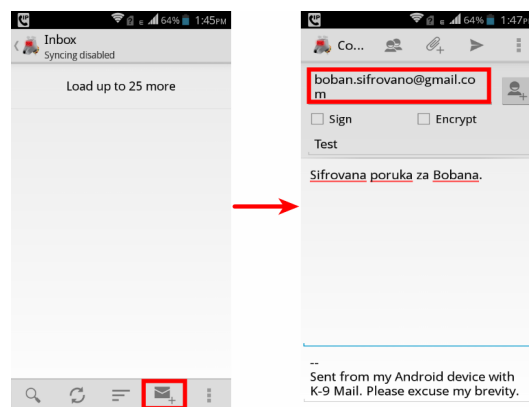 64% 1:45PM
Inbox
Syncing disabled
Load up to 25 more
64% 1:47P
Co...
boban.sifrovano@gmail.co
m
Sign Encrypt
Test
Sifrovana poruka za Bobana.
--
Sent from my Android device with
K-9 Mail. Please excuse my brevity.